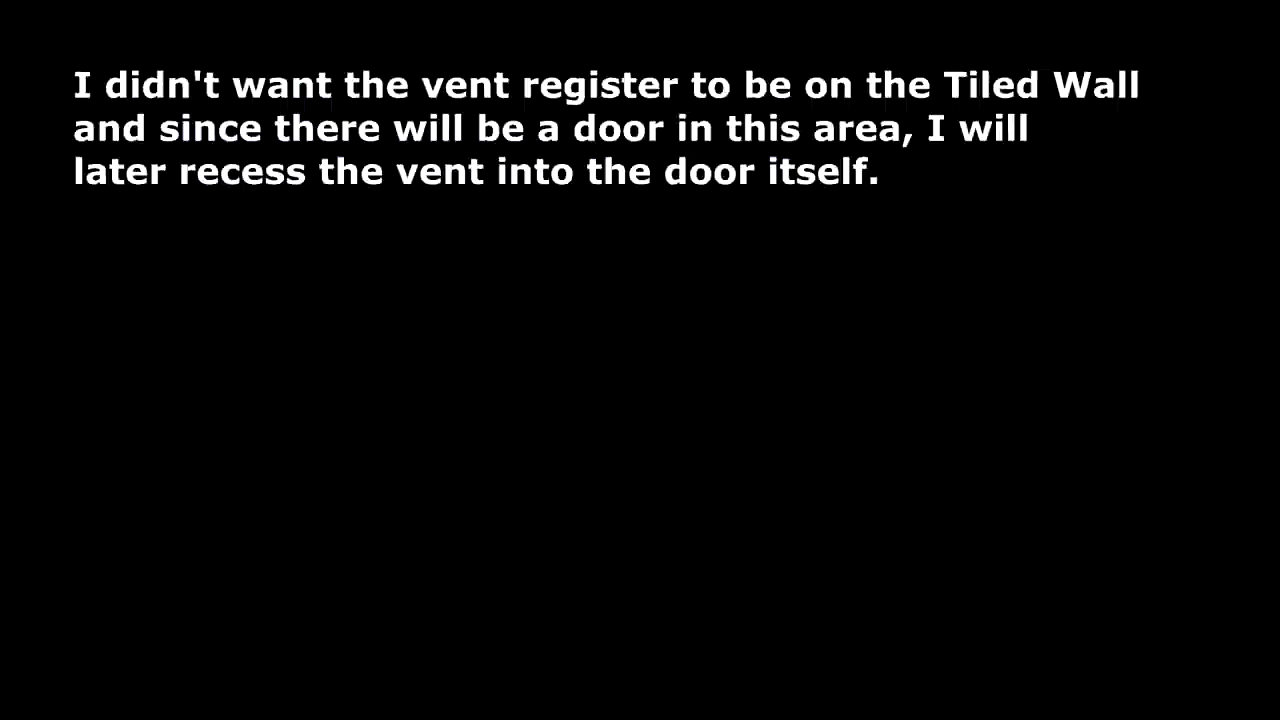 I didn't want the vent register to be on the Tiled Wall
and since there will be a door in this area, I will
later recess the vent into the door itself.